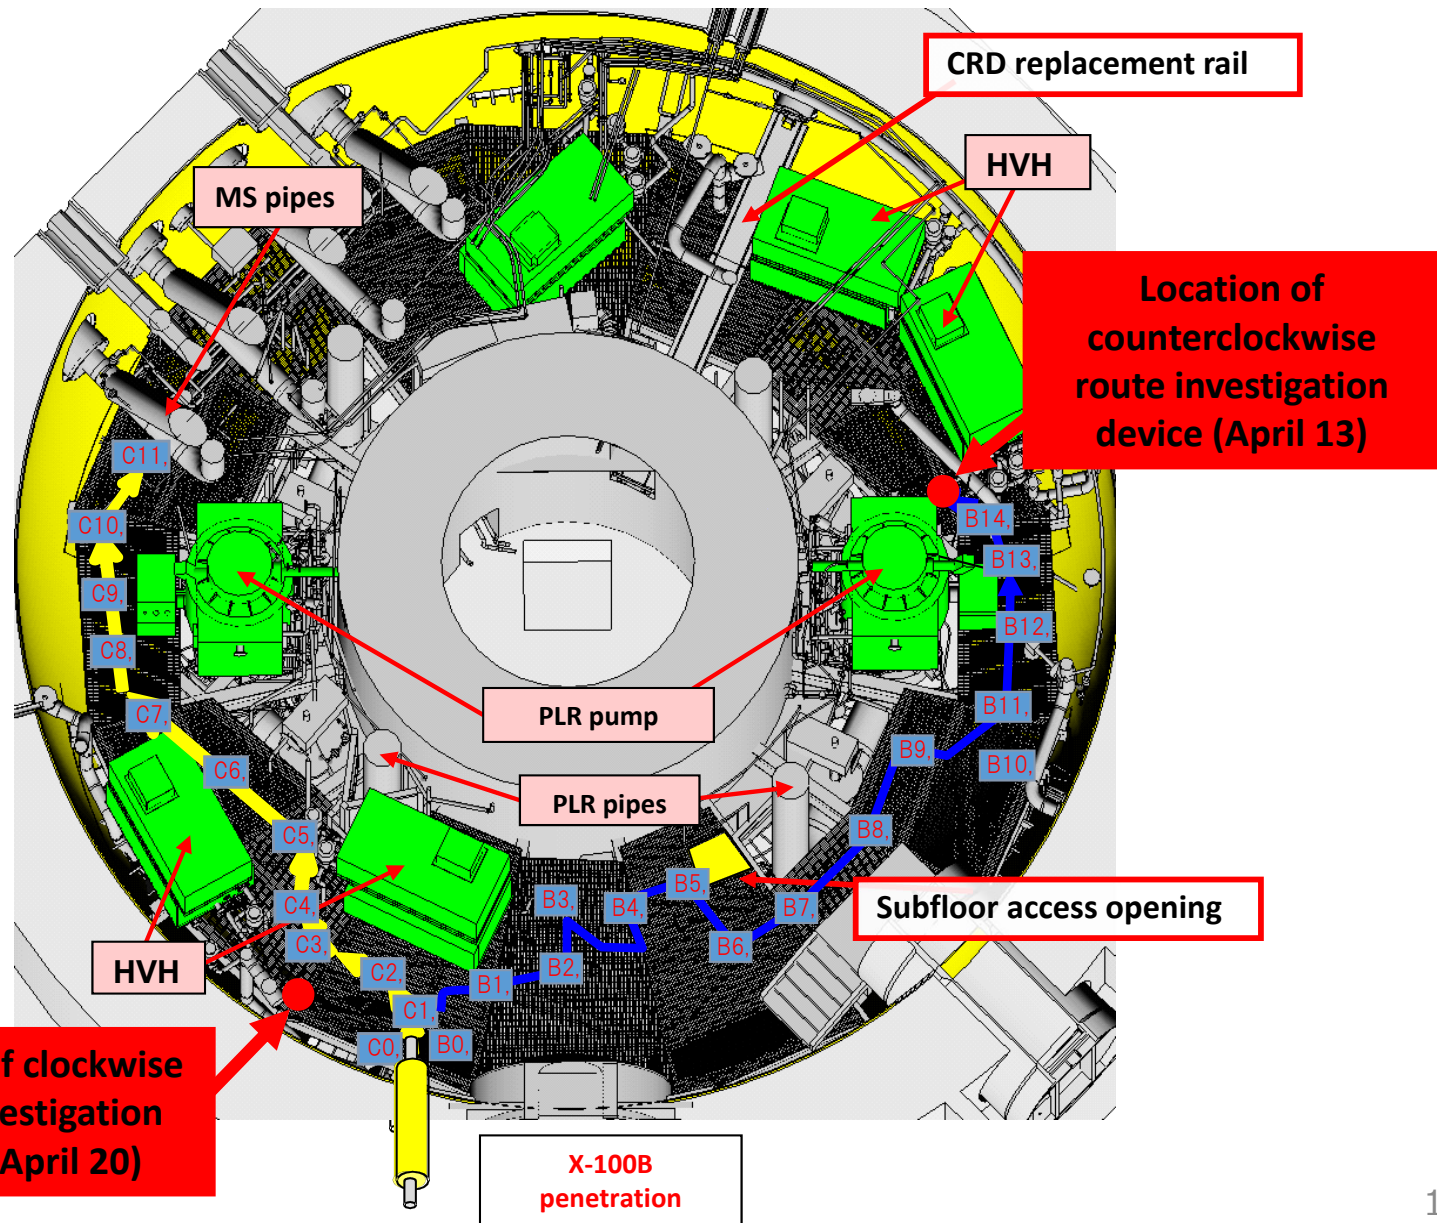 CRD replacement rail
HVH
MS pipes
Location of
counterclockwise
route investigation
device (April 13)
C11,
C10,
B14,
B13,
C9,
B12,
C8,
C7,
PLR pump
B11,
C6,
B9,
B10,
PLR pipes
C5,
B8,
B5,
C4,
B3,
B4,
B7,
Subfloor access opening
C3,
B6,
HVH
C2,
B2,
B1,
C1,
C0,
B0,
f clockwise
estigation
April 20)
X-100B
penetration
1